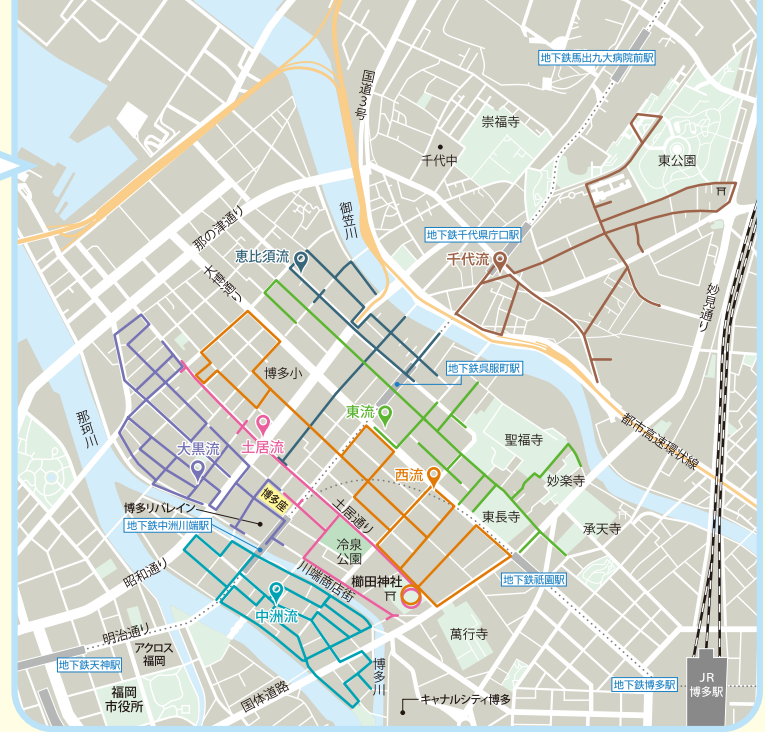 地下鉄馬出九大病院前駅
国道3号
崇福寺
千代中
東公園
御笠川
那の津通り
地下鉄千代県庁口駅
恵比須流
千代流
大博通り
妙見通り
地下鉄呉服町駅
博多小
那珂川
東流
土居流
都市高速環状線
大黒流
聖福寺
西流
妙楽寺
博多座
博多リバレイン
土居通り
東長寺
承天寺
地下鉄中洲川端駅
冷泉
公園
昭和通り
川端商店街
櫛田神社
地下鉄祇園駅
中洲流
明治通り
萬行寺
アクロス
福岡
地下鉄天神駅
博多川
JR
博多駅
地下鉄博多駅
国体道路
福岡
市役所
キャナルシティ博多